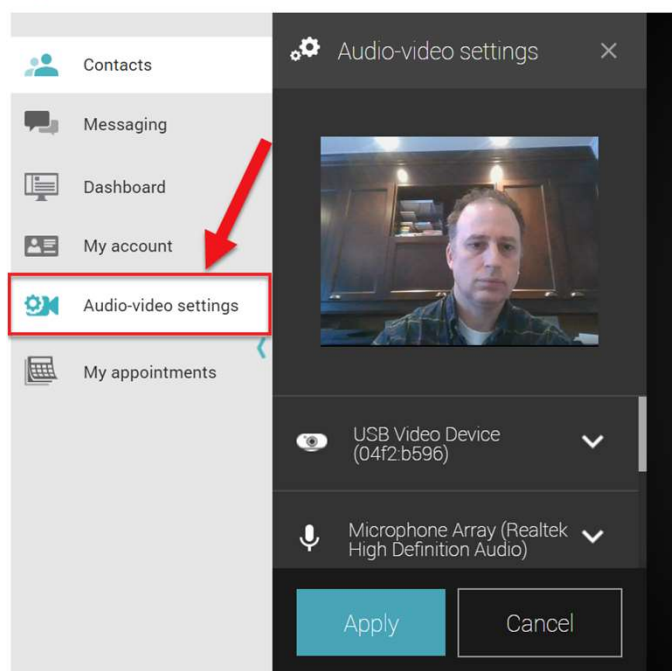 Contacts
Messaging
Dashboard
My account
Audio-video settings
My appointments
Audio-video settings
USB Video Device
(04f2:b596)
Microphone Array (Realtek
High Definition Audio)
Apply
Cancel